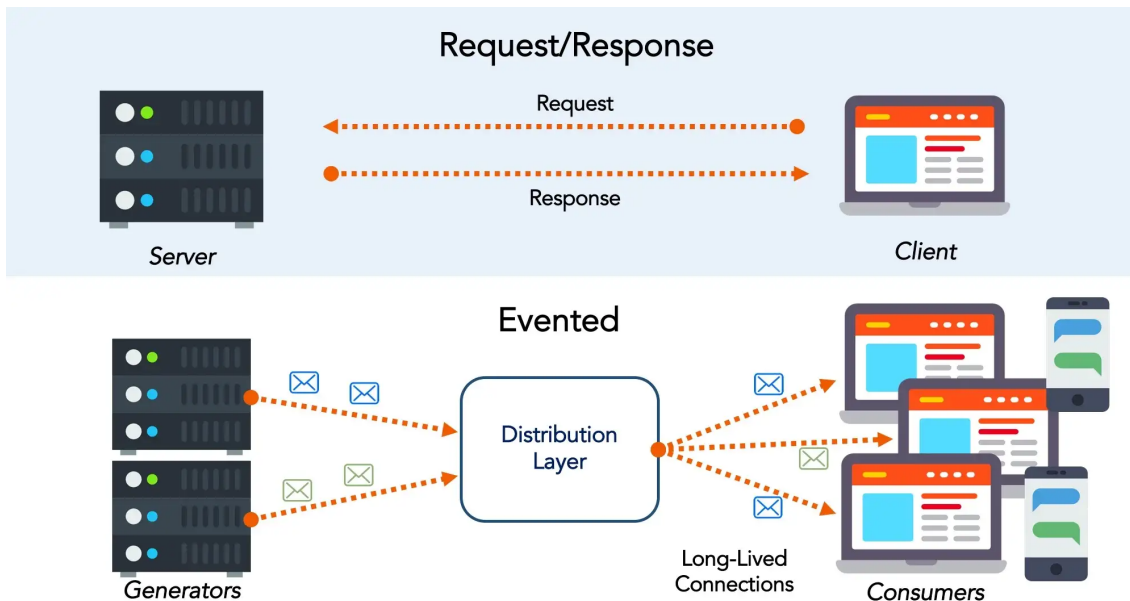 Request/Response
Request
Response
Server
Client
Evented
Distribution
Layer
Long-Lived
Connections
Generators
Consumers